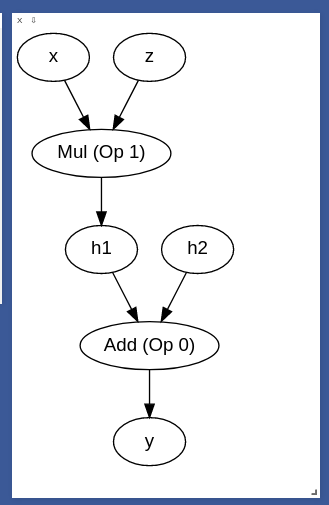 x ⇩
x z
Mul (Op 1)
h1 h2
Add (Op 0)
y